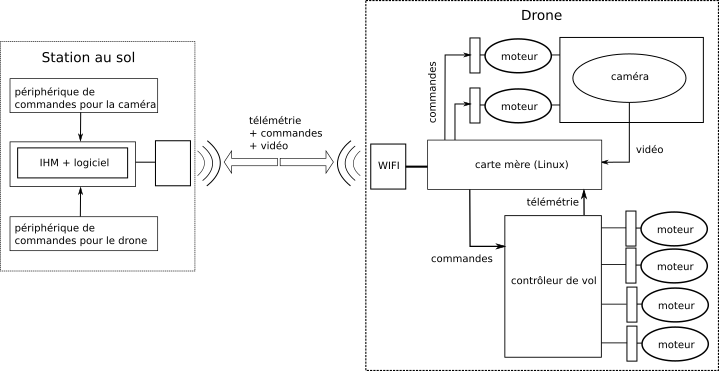 Station au sol
périphérique de
commandes pour la caméra
IHM + logiciel
périphérique de
commandes pour le drone
télémétrie
+ commandes
+ vidéo
Drone
commandes
moteur
moteur
caméra
vidéo
WIFI
carte mère (Linux)
télémétrie
commandes
contrôleur de vol
moteur
moteur
moteur
moteur